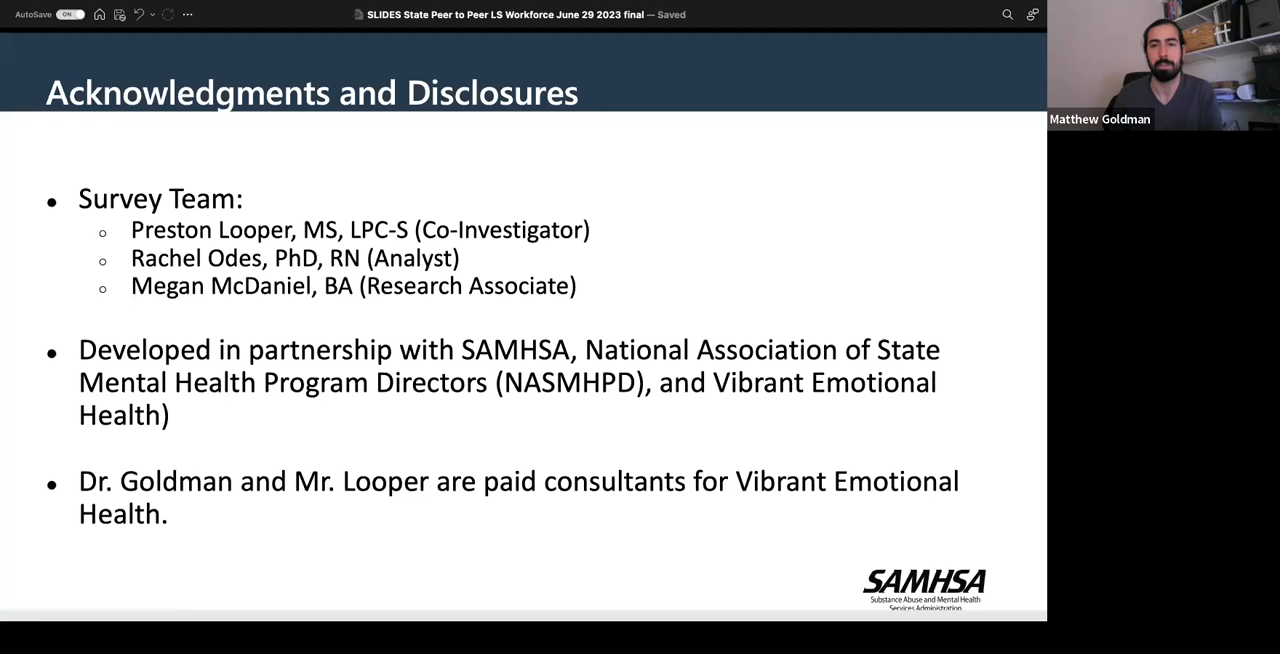 AutoSave ON
SLIDES State Peer to Peer LS Workforce June 29 2023 final — Saved
Acknowledgments and Disclosures
Matthew Goldman
• Survey Team:
○ Preston Looper, MS, LPC-S (Co-Investigator)
○ Rachel Odes, PhD, RN (Analyst)
○ Megan McDaniel, BA (Research Associate)
• Developed in partnership with SAMHSA, National Association of State
Mental Health Program Directors (NASMHPD), and Vibrant Emotional
Health)
• Dr. Goldman and Mr. Looper are paid consultants for Vibrant Emotional
Health.
SAMHSA
Substance Abuse and Mental Health
Services Administration